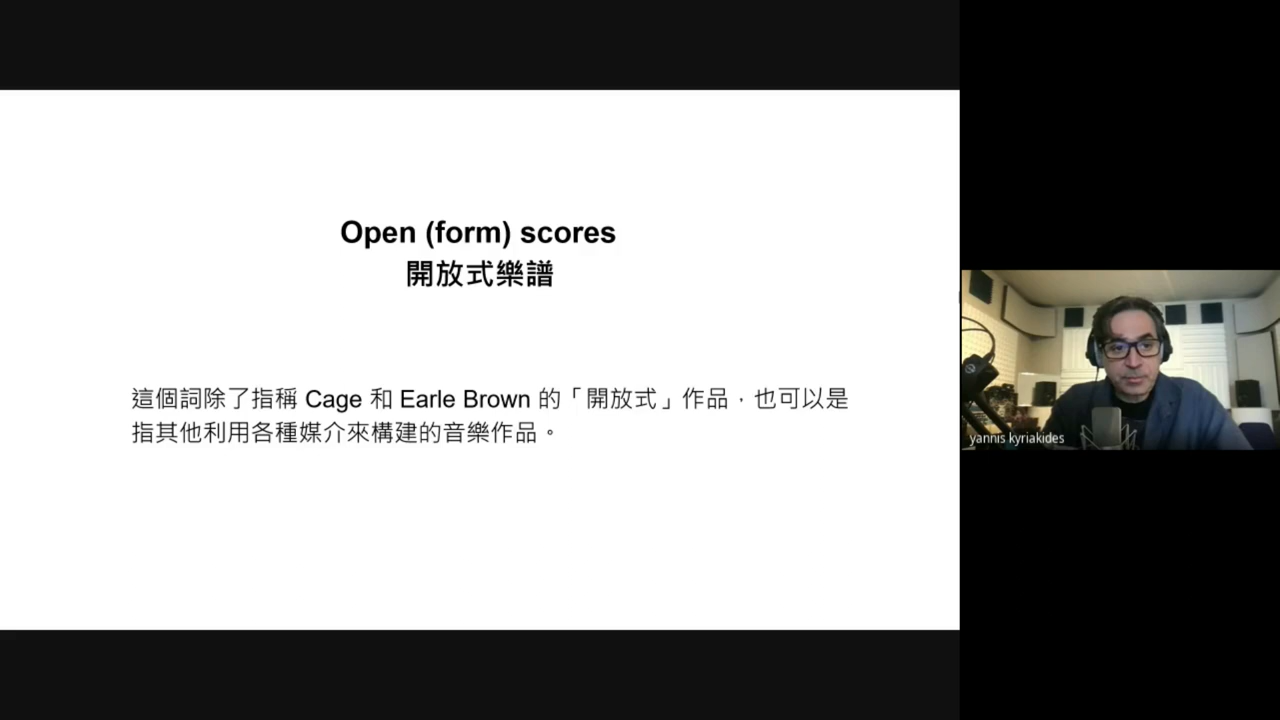 Open (form) scores
開放式樂譜
這個詞除了指稱 Cage 和 Earle Brown 的「開放式」作品，也可以是
指其他利用各種媒介來構建的音樂作品。
yannis kyriakides